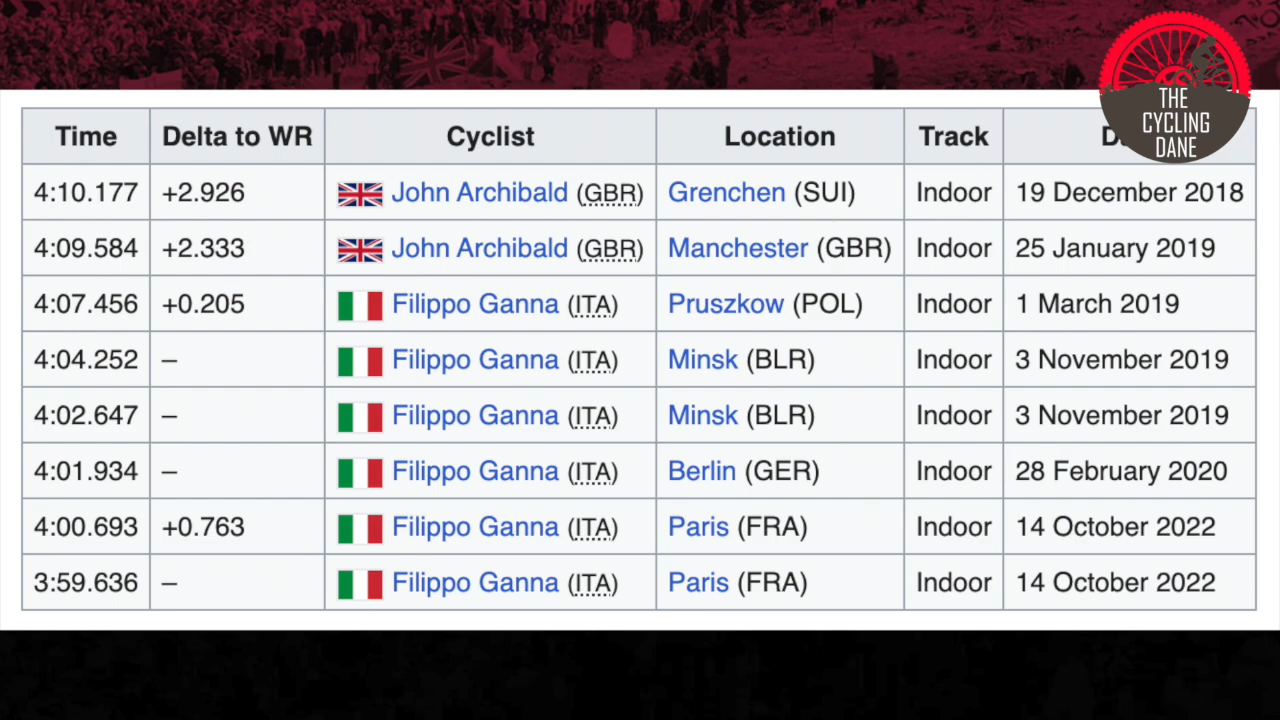 THE
CYCLING
DANE
Time Delta to WR Cyclist Location Track
4:10.177 +2.926 John Archibald (GBR) Grenchen (SUI) Indoor 19 December 2018
4:09.584 +2.333 John Archibald (GBR) Manchester (GBR) Indoor 25 January 2019
4:07.456 +0.205 Filippo Ganna (ITA) Pruszkow (POL) Indoor 1 March 2019
4:04.252 – Filippo Ganna (ITA) Minsk (BLR) Indoor 3 November 2019
4:02.647 – Filippo Ganna (ITA) Minsk (BLR) Indoor 3 November 2019
4:01.934 – Filippo Ganna (ITA) Berlin (GER) Indoor 28 February 2020
4:00.693 +0.763 Filippo Ganna (ITA) Paris (FRA) Indoor 14 October 2022
3:59.636 – Filippo Ganna (ITA) Paris (FRA) Indoor 14 October 2022